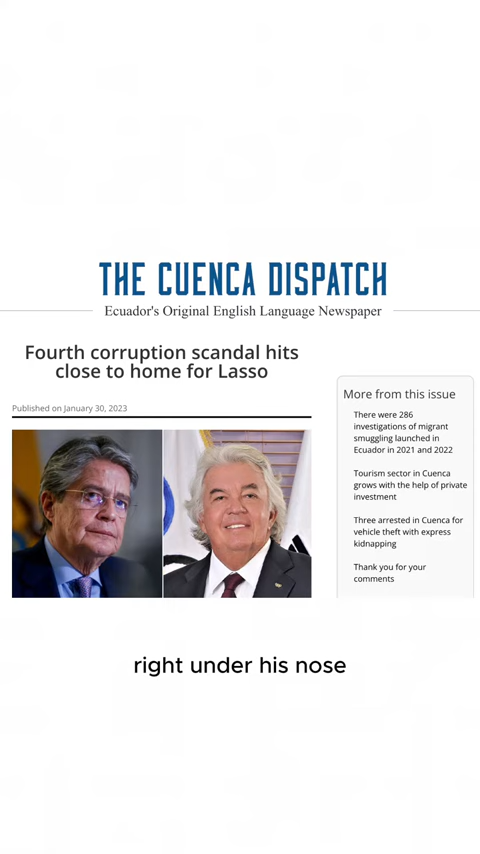 THE CUENCA DISPATCH
Ecuador's Original English Language Newspaper
Fourth corruption scandal hits
close to home for Lasso
Published on January 30, 2023
More from this issue
There were 286
investigations of migrant
smuggling launched in
Ecuador in 2021 and 2022
Tourism sector in Cuenca
grows with the help of private
investment
Three arrested in Cuenca for
vehicle theft with express
kidnapping
Thank you for your
comments
right under his nose